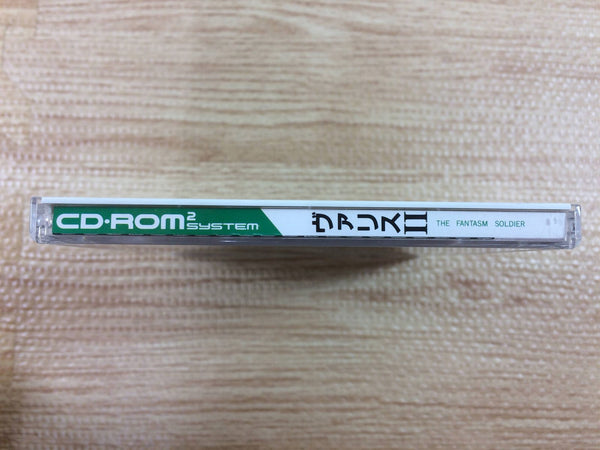 CD・ROM² SYSTEM ヴァリスII THE FANTASM SOLDIER